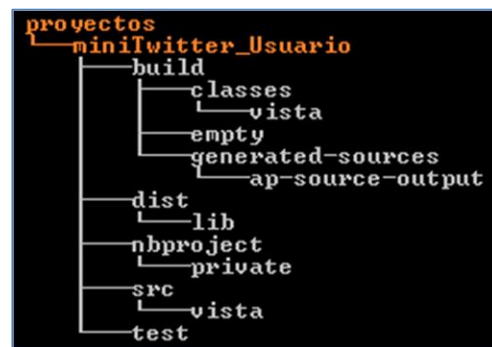 proyectos
miniTwitter_Usuario
build
classes
vista
empty
generated-sources
ap-source-output
dist
lib
nbproject
private
src
vista
test